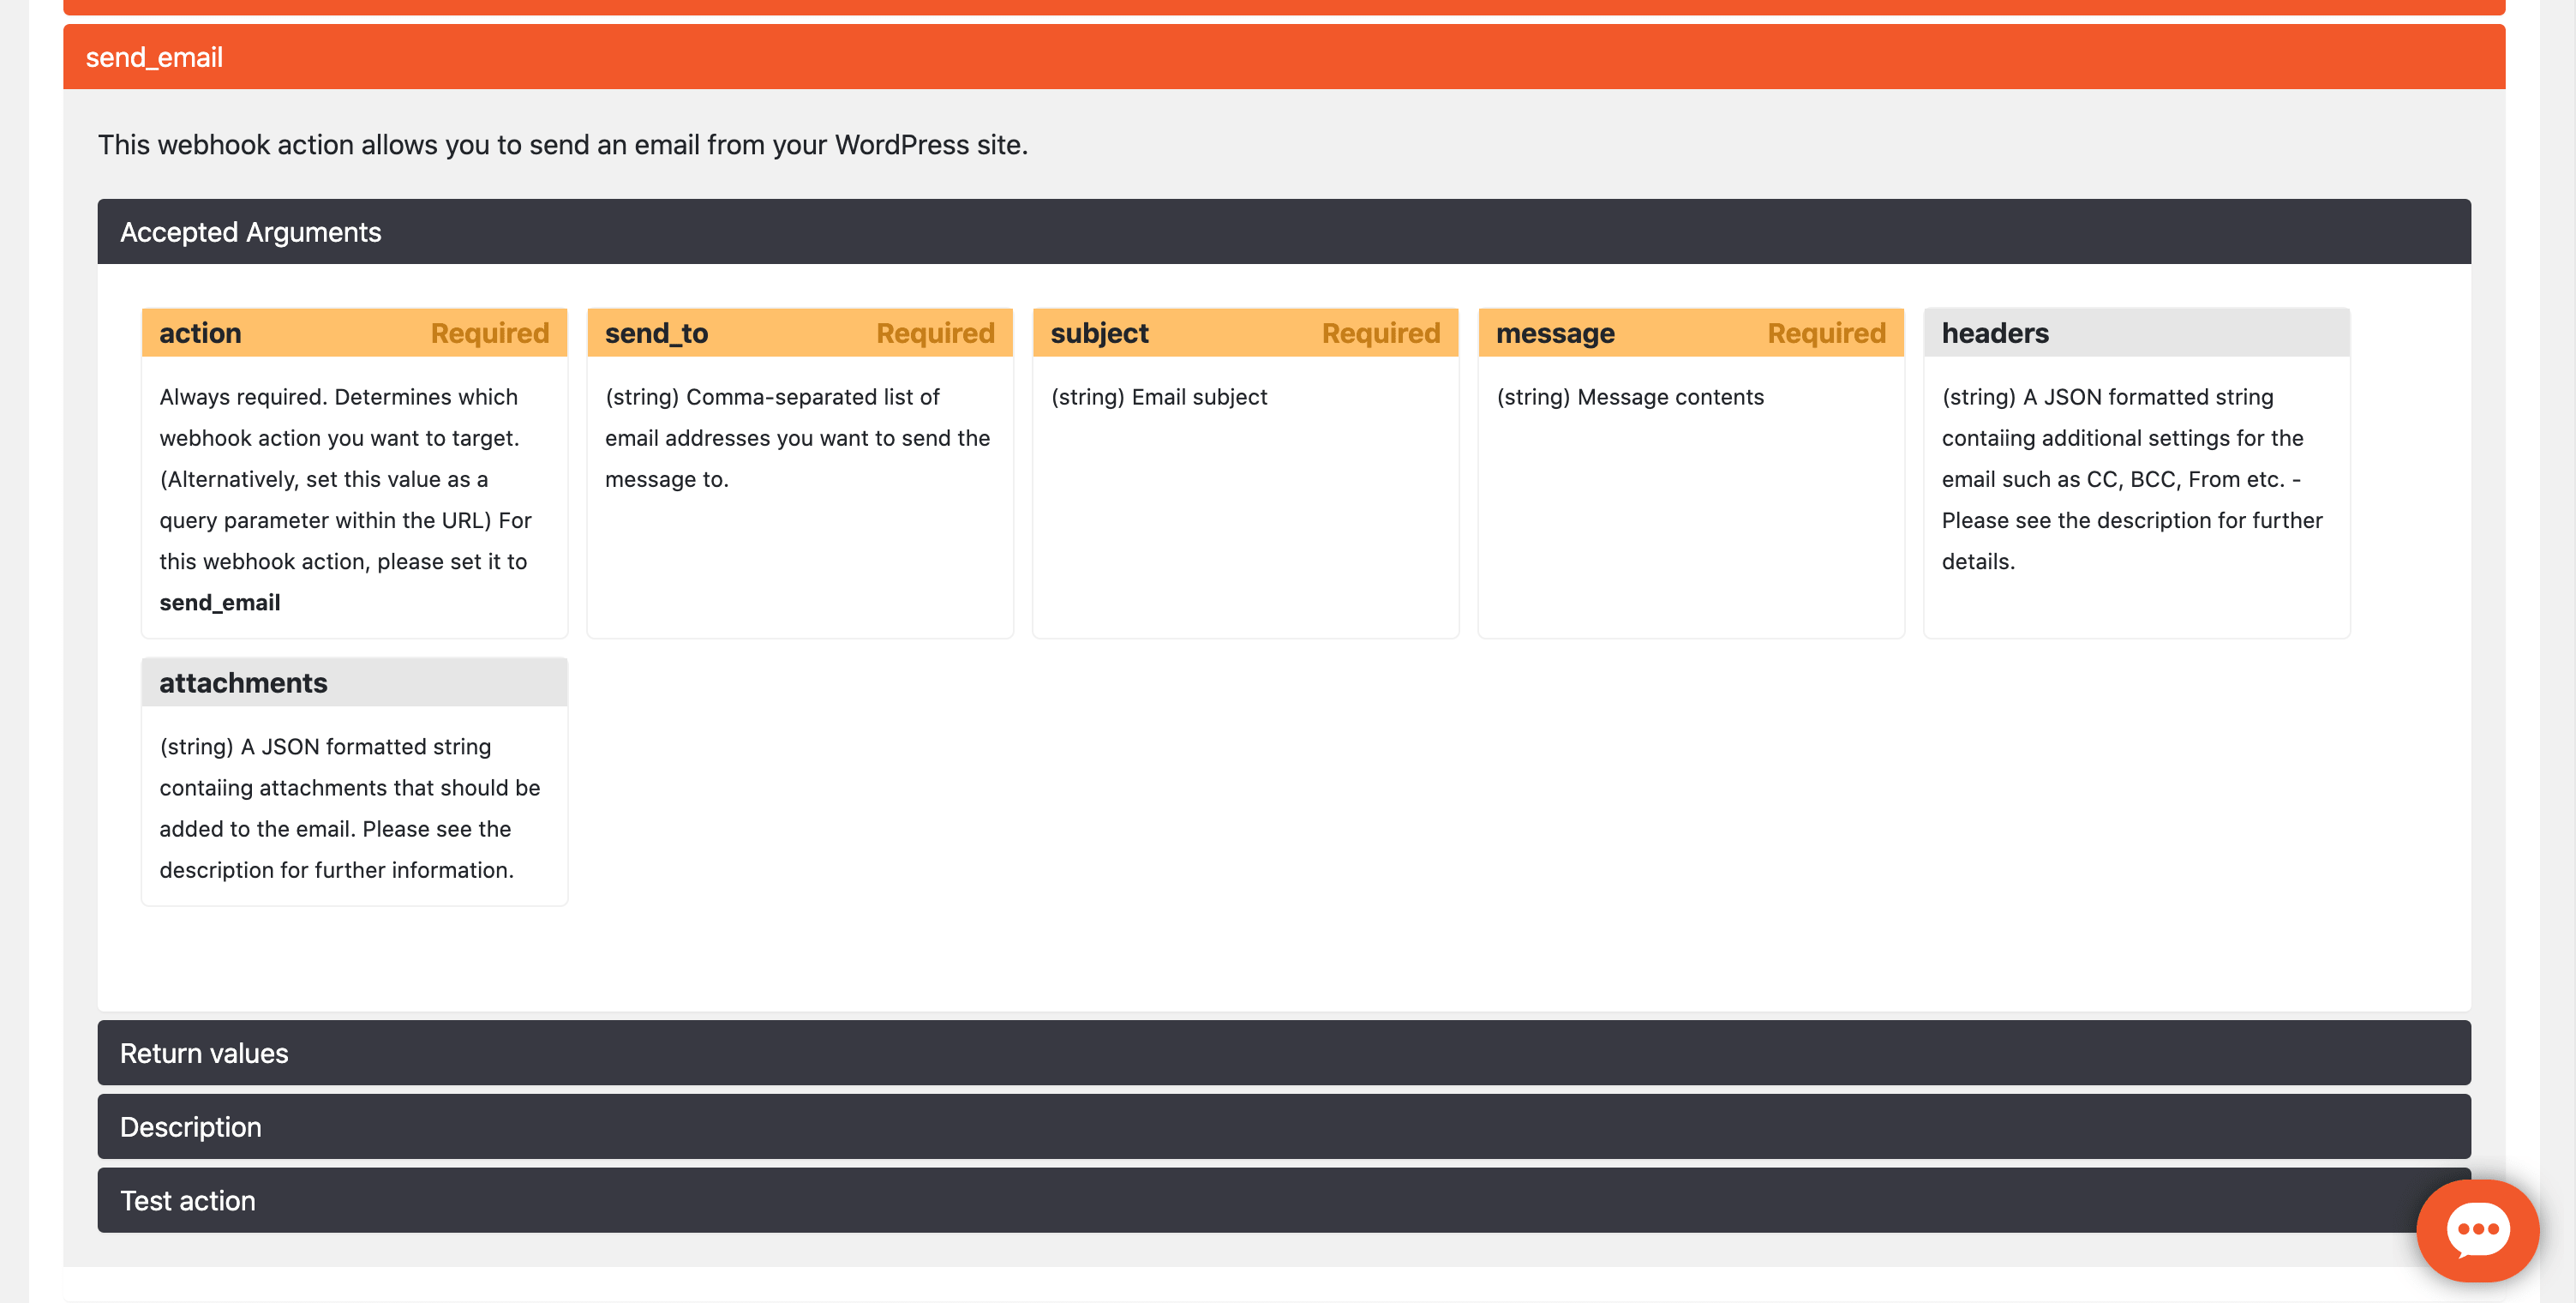 send_email
This webhook action allows you to send an email from your WordPress site.
Accepted Arguments
action Required
Always required. Determines which
webhook action you want to target.
(Alternatively, set this value as a
query parameter within the URL) For
this webhook action, please set it to
send_email
send_to Required
(string) Comma-separated list of
email addresses you want to send the
message to.
subject Required
(string) Email subject
message Required
(string) Message contents
headers
(string) A JSON formatted string
contaiing additional settings for the
email such as CC, BCC, From etc. -
Please see the description for further
details.
attachments
(string) A JSON formatted string
contaiing attachments that should be
added to the email. Please see the
description for further information.
Return values
Description
Test action